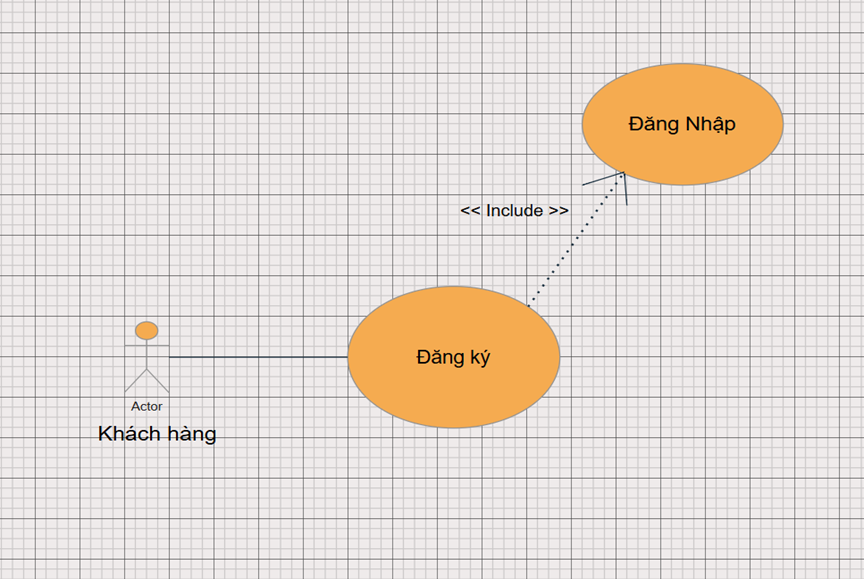 Đăng Nhập
<< Include >>
Đăng ký
Actor
Khách hàng